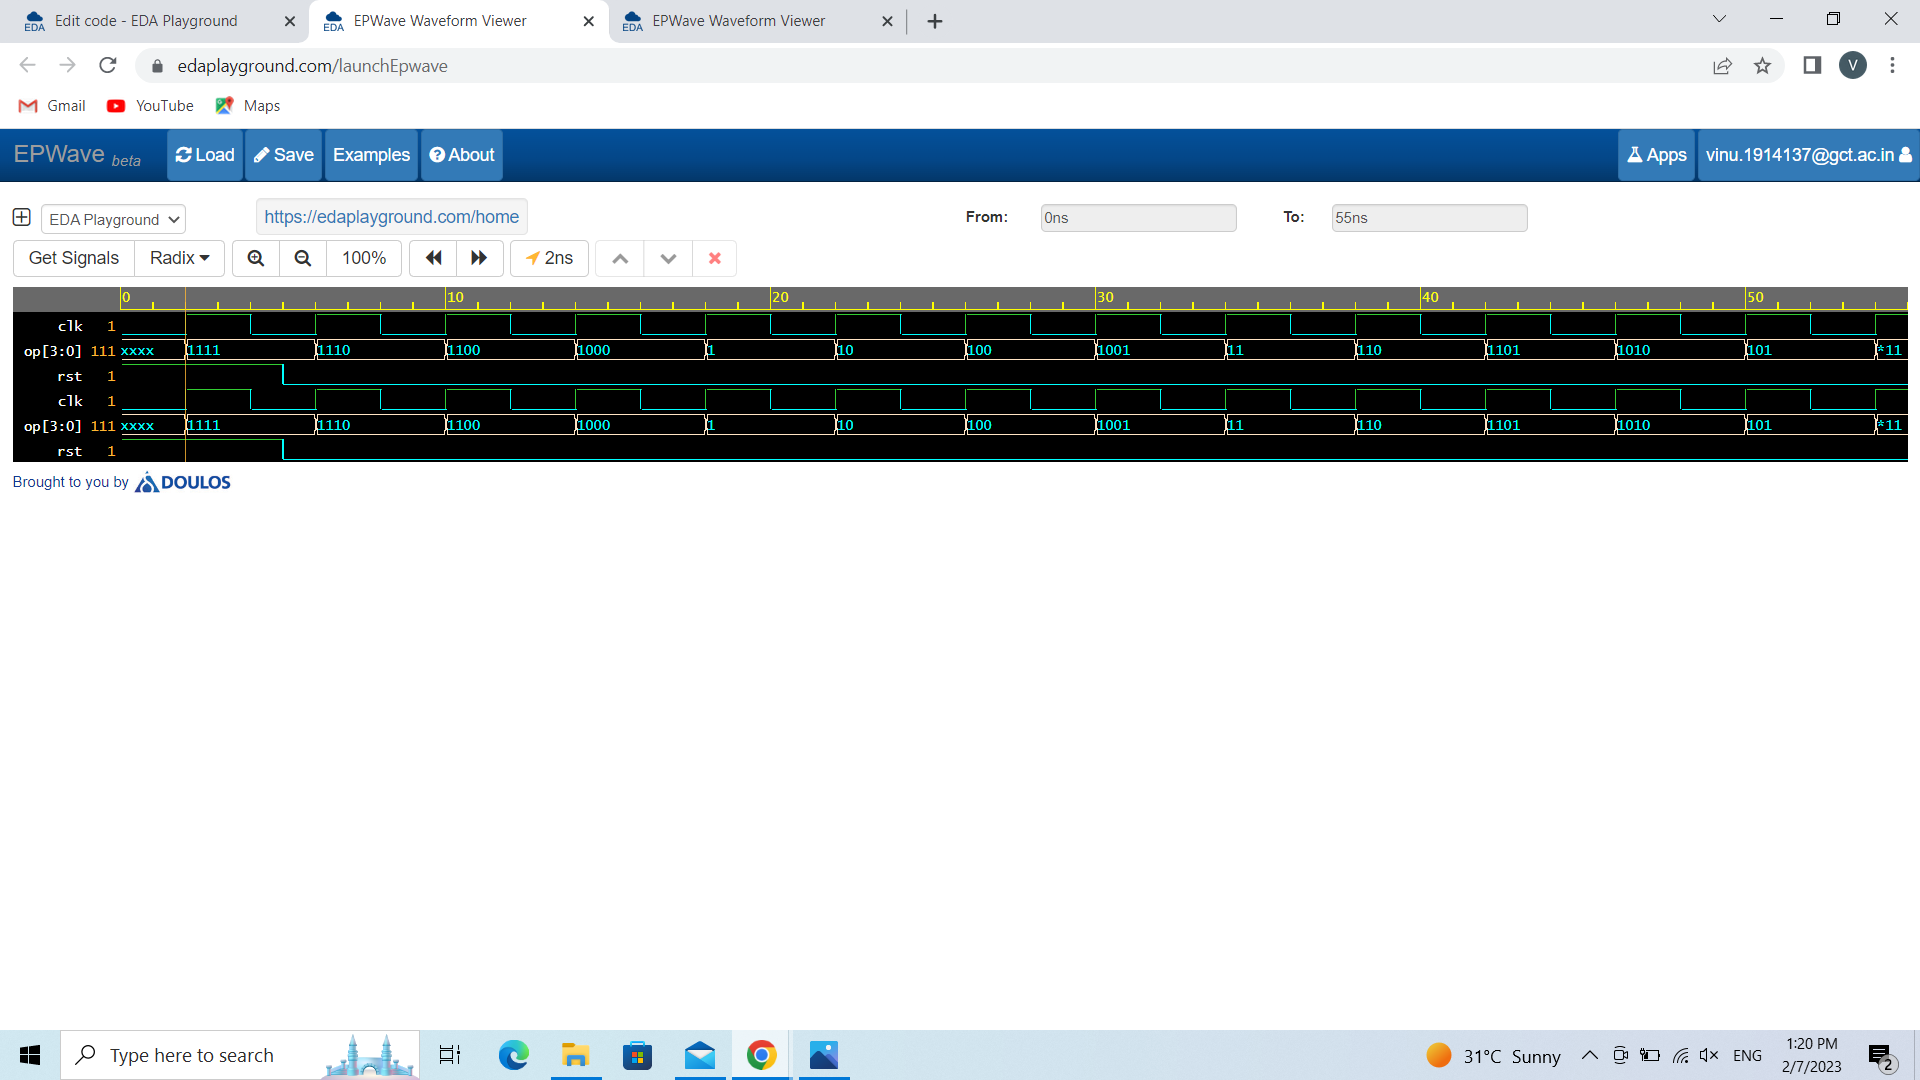 Edit code - EDA Playground
EPWave Waveform Viewer
EPWave Waveform Viewer
edaplayground.com/launchEpwave
V
Gmail YouTube Maps
EPWave beta Load Save Examples About Apps vinu.1914137@gct.ac.in
EDA Playground https://edaplayground.com/home From: 0ns To: 55ns
Get Signals Radix 100% 2ns
0 10 20 30 40 50
clk 1
op[3:0] 111 xxxx 1111 1110 1100 1000 1 10 100 1001 11 110 1101 1010 101 *11
rst 1
clk 1
op[3:0] 111 xxxx 1111 1110 1100 1000 1 10 100 1001 11 110 1101 1010 101 *11
rst 1
Brought to you by DOULOS
Type here to search
31°C Sunny
ENG
1:20 PM
2/7/2023
2